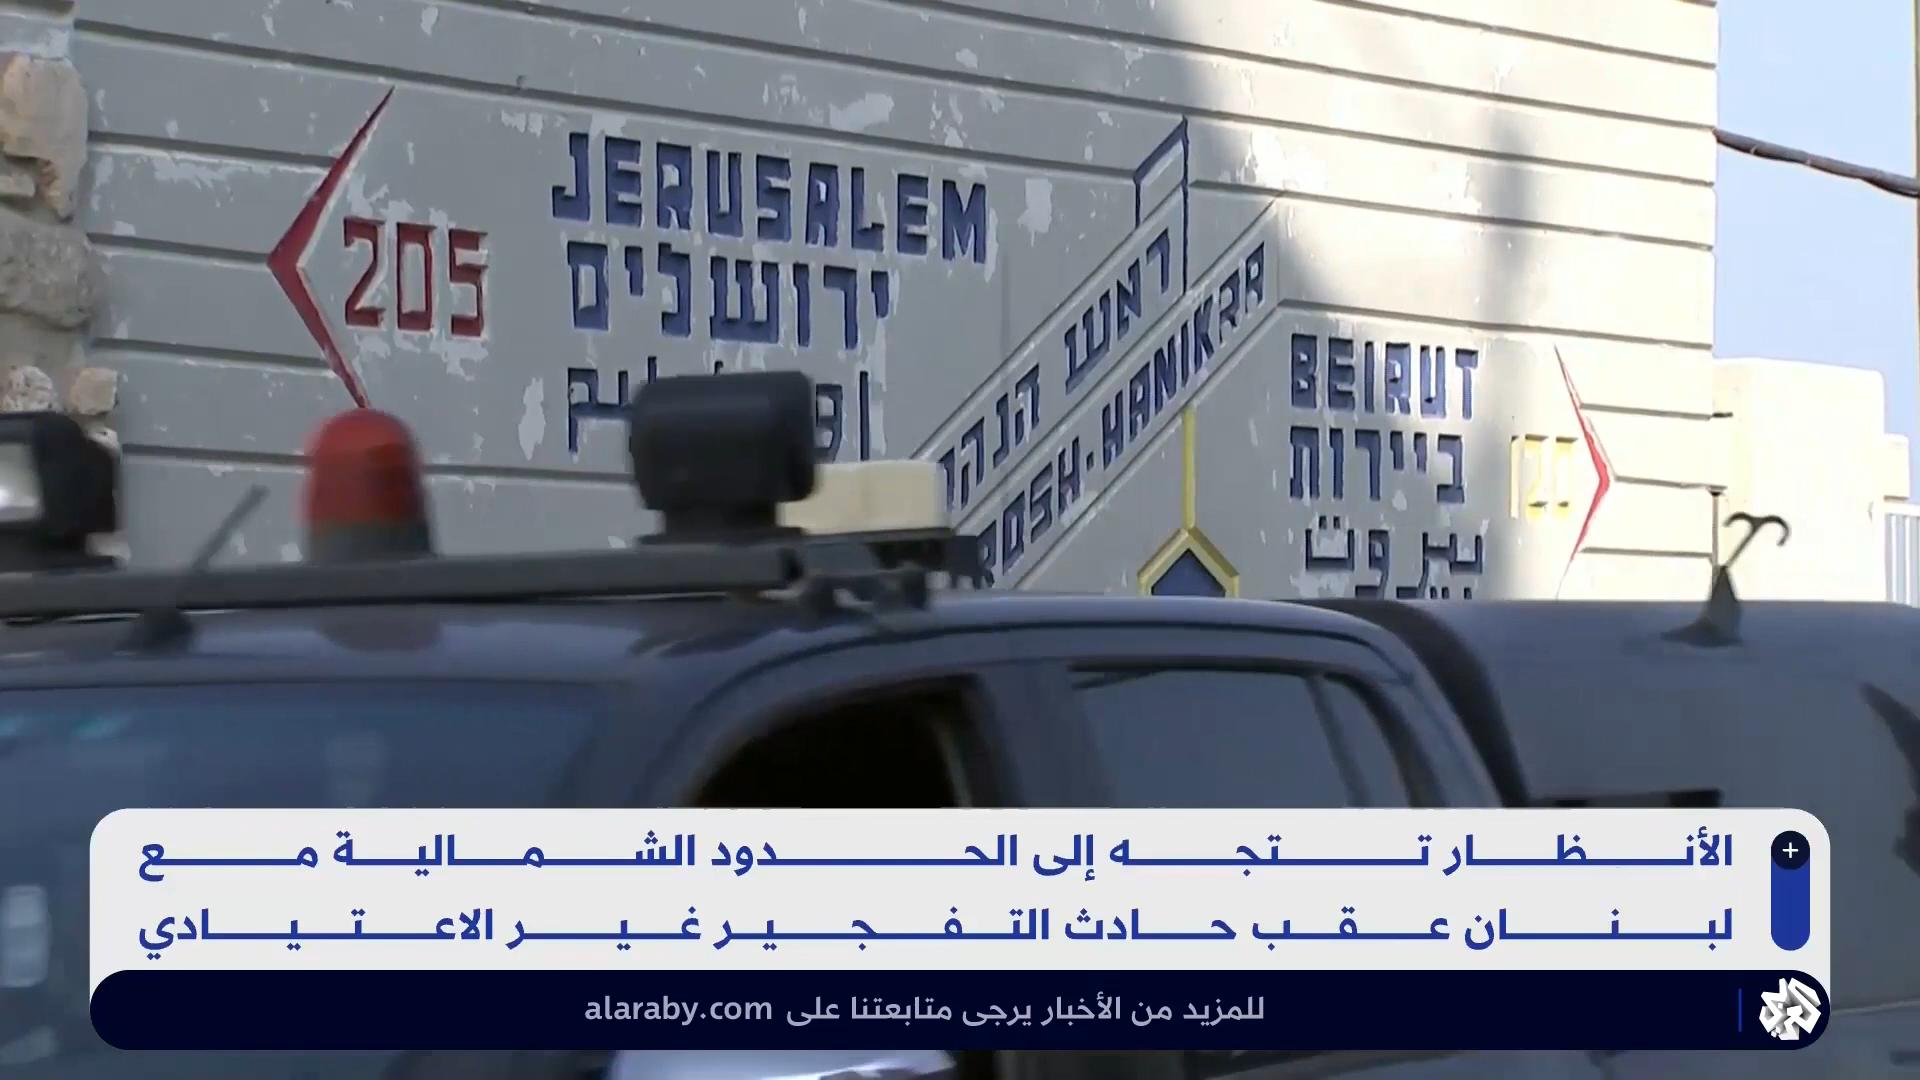 JERUSALEM
205
ירושלים
ראש הנקרה
ROSH-HANIKRA
BEIRUT
ביירות
120
بيروت
الأنظار تتجه إلى الحدود الشمالية مع
لبنان عقب حادث التفجير غير الاعتيادي
للمزيد من الأخبار يرجى متابعتنا على alaraby.com